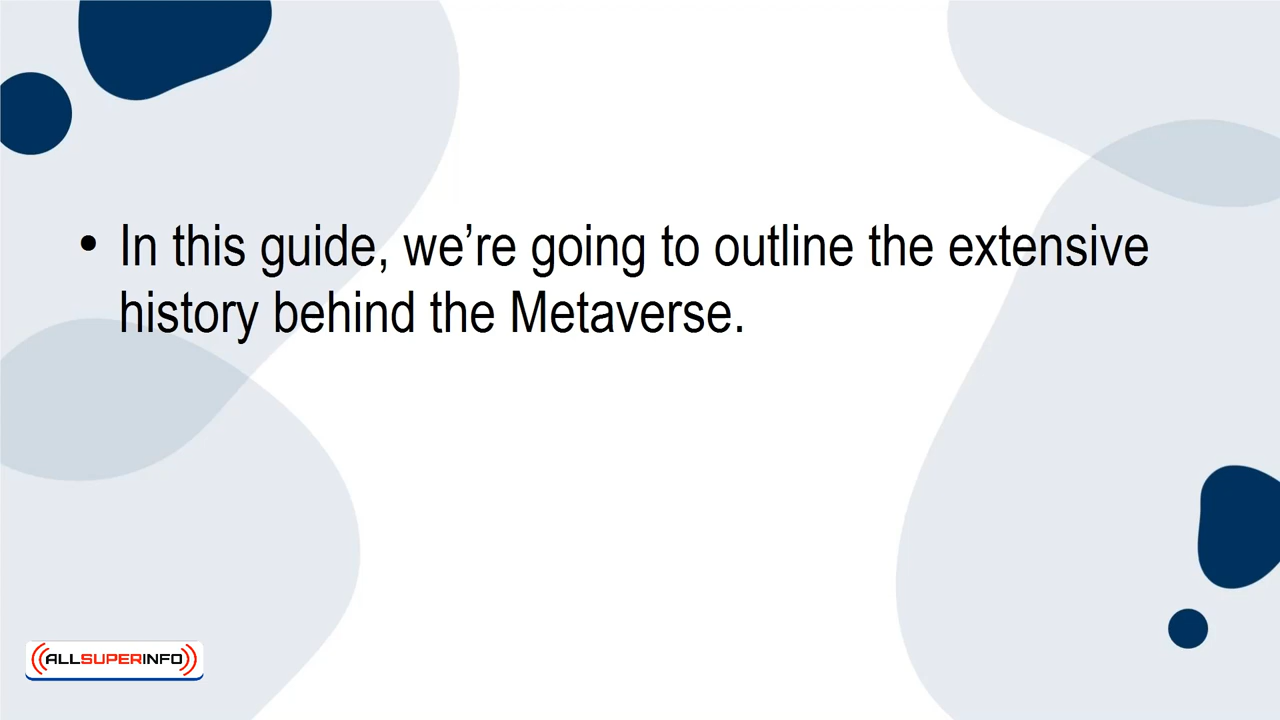 • In this guide, we’re going to outline the extensive
history behind the Metaverse.
ALLSUPERINFO